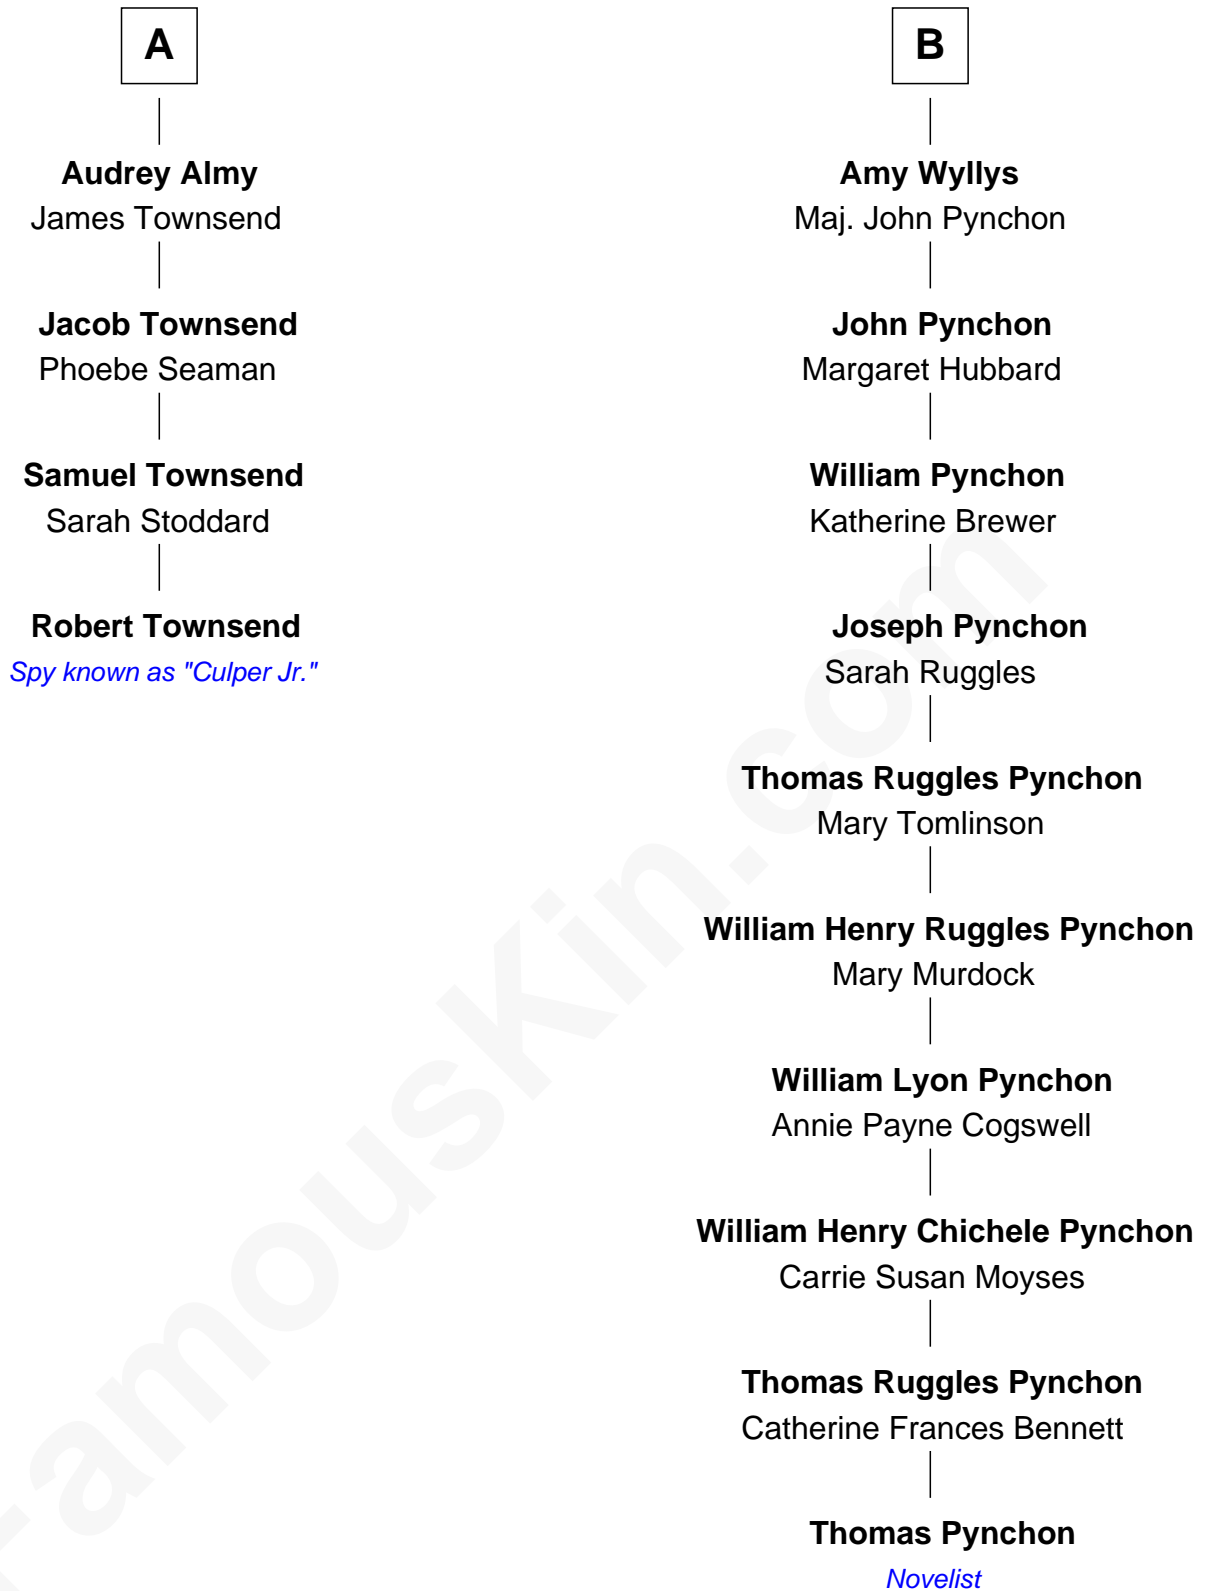 A
Audrey Almy
James Townsend
Jacob Townsend
Phoebe Seaman
Samuel Townsend
Sarah Stoddard
Robert Townsend
Spy known as "Culper Jr."
B
Amy Wyllys
Maj. John Pynchon
John Pynchon
Margaret Hubbard
William Pynchon
Katherine Brewer
Joseph Pynchon
Sarah Ruggles
Thomas Ruggles Pynchon
Mary Tomlinson
William Henry Ruggles Pynchon
Mary Murdock
William Lyon Pynchon
Annie Payne Cogswell
William Henry Chichele Pynchon
Carrie Susan Moyses
Thomas Ruggles Pynchon
Catherine Frances Bennett
Thomas Pynchon
Novelist
FamousKin.com